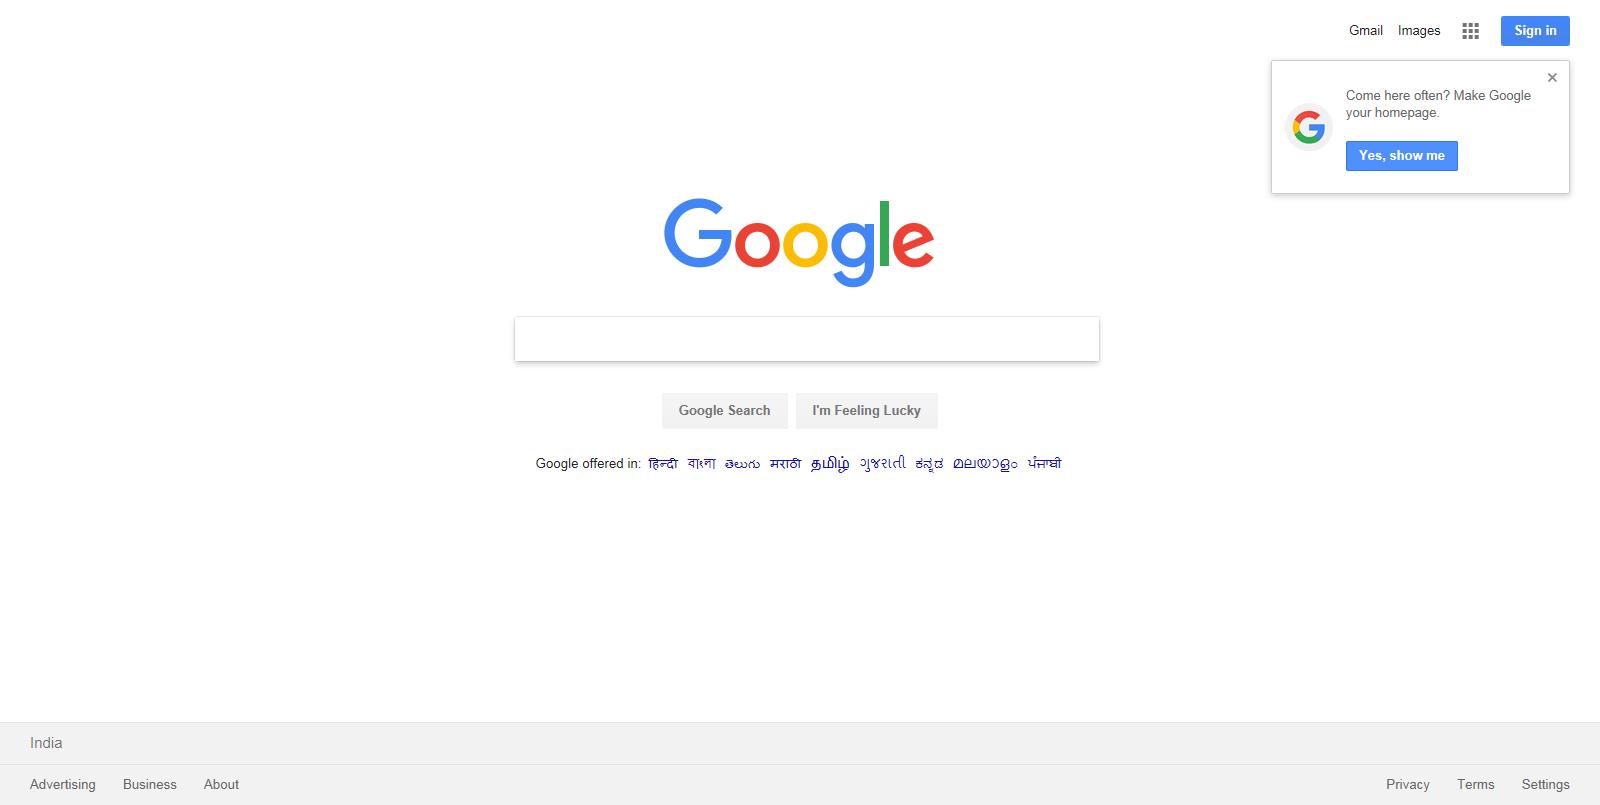 Gmail Images Sign in
Come here often? Make Google
your homepage.
Yes, show me
Google
Google Search I'm Feeling Lucky
Google offered in: हिन्दी বাংলা తెలుగు मराठी தமிழ் ગુજરાતી ಕನ್ನಡ മലയാളം ਪੰਜਾਬੀ
India
Advertising Business About Privacy Terms Settings